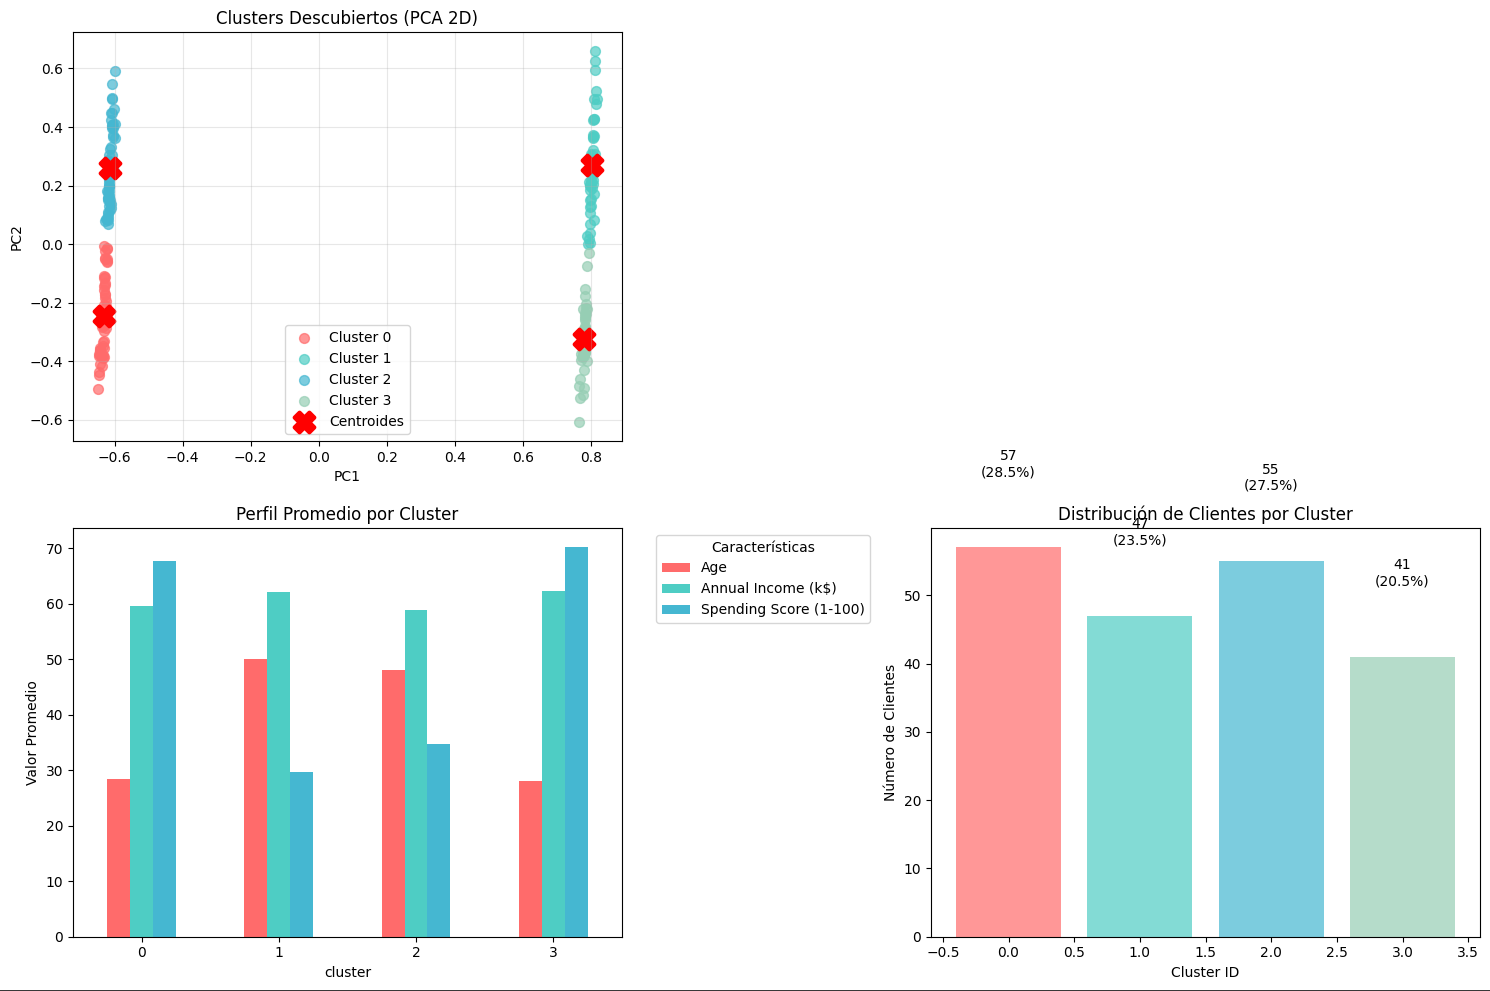 Clusters Descubiertos (PCA 2D)
0.6
0.4
0.2
0.0
−0.2
−0.4
−0.6
PC2
−0.6
−0.4
−0.2
0.0
0.2
0.4
0.6
0.8
PC1
Cluster 0
Cluster 1
Cluster 2
Cluster 3
Centroides
Perfil Promedio por Cluster
70
60
50
40
30
20
10
0
Valor Promedio
0
1
2
3
cluster
Características
Age
Annual Income (k$)
Spending Score (1-100)
Distribución de Clientes por Cluster
57
(28.5%)
47
(23.5%)
55
(27.5%)
41
(20.5%)
50
40
30
20
10
0
Número de Clientes
−0.5
0.0
0.5
1.0
1.5
2.0
2.5
3.0
3.5
Cluster ID